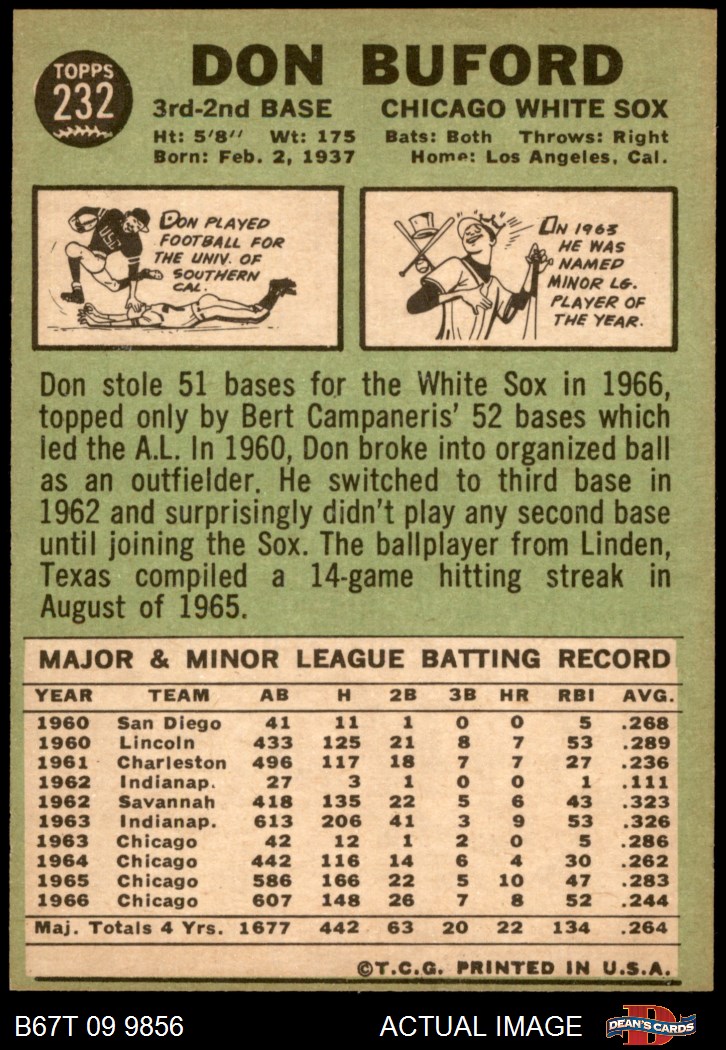 TOPPS
232
DON BUFORD
3rd-2nd BASE CHICAGO WHITE SOX
Ht: 5'8" Wt: 175 Bats: Both Throws: Right
Born: Feb. 2, 1937 Home: Los Angeles, Cal.
USC
DON PLAYED
FOOTBALL FOR
THE UNIV. OF
SOUTHERN
CAL.
IN 1963
HE WAS
NAMED
MINOR LG.
PLAYER OF
THE YEAR.
Don stole 51 bases for the White Sox in 1966,
topped only by Bert Campaneris' 52 bases which
led the A.L. In 1960, Don broke into organized ball
as an outfielder. He switched to third base in
1962 and surprisingly didn't play any second base
until joining the Sox. The ballplayer from Linden,
Texas compiled a 14-game hitting streak in
August of 1965.
MAJOR & MINOR LEAGUE BATTING RECORD
YEAR TEAM AB H 2B 3B HR RBI AVG.
1960 San Diego 41 11 1 0 0 5 .268
1960 Lincoln 433 125 21 8 7 53 .289
1961 Charleston 496 117 18 7 7 27 .236
1962 Indianap. 27 3 1 0 0 1 .111
1962 Savannah 418 135 22 5 6 43 .323
1963 Indianap. 613 206 41 3 9 53 .326
1963 Chicago 42 12 1 2 0 5 .286
1964 Chicago 442 116 14 6 4 30 .262
1965 Chicago 586 166 22 5 10 47 .283
1966 Chicago 607 148 26 7 8 52 .244
Maj. Totals 4 Yrs. 1677 442 63 20 22 134 .264
©T.C.G. PRINTED IN U.S.A.
B67T 09 9856 ACTUAL IMAGE
D
DEAN'S CARDS